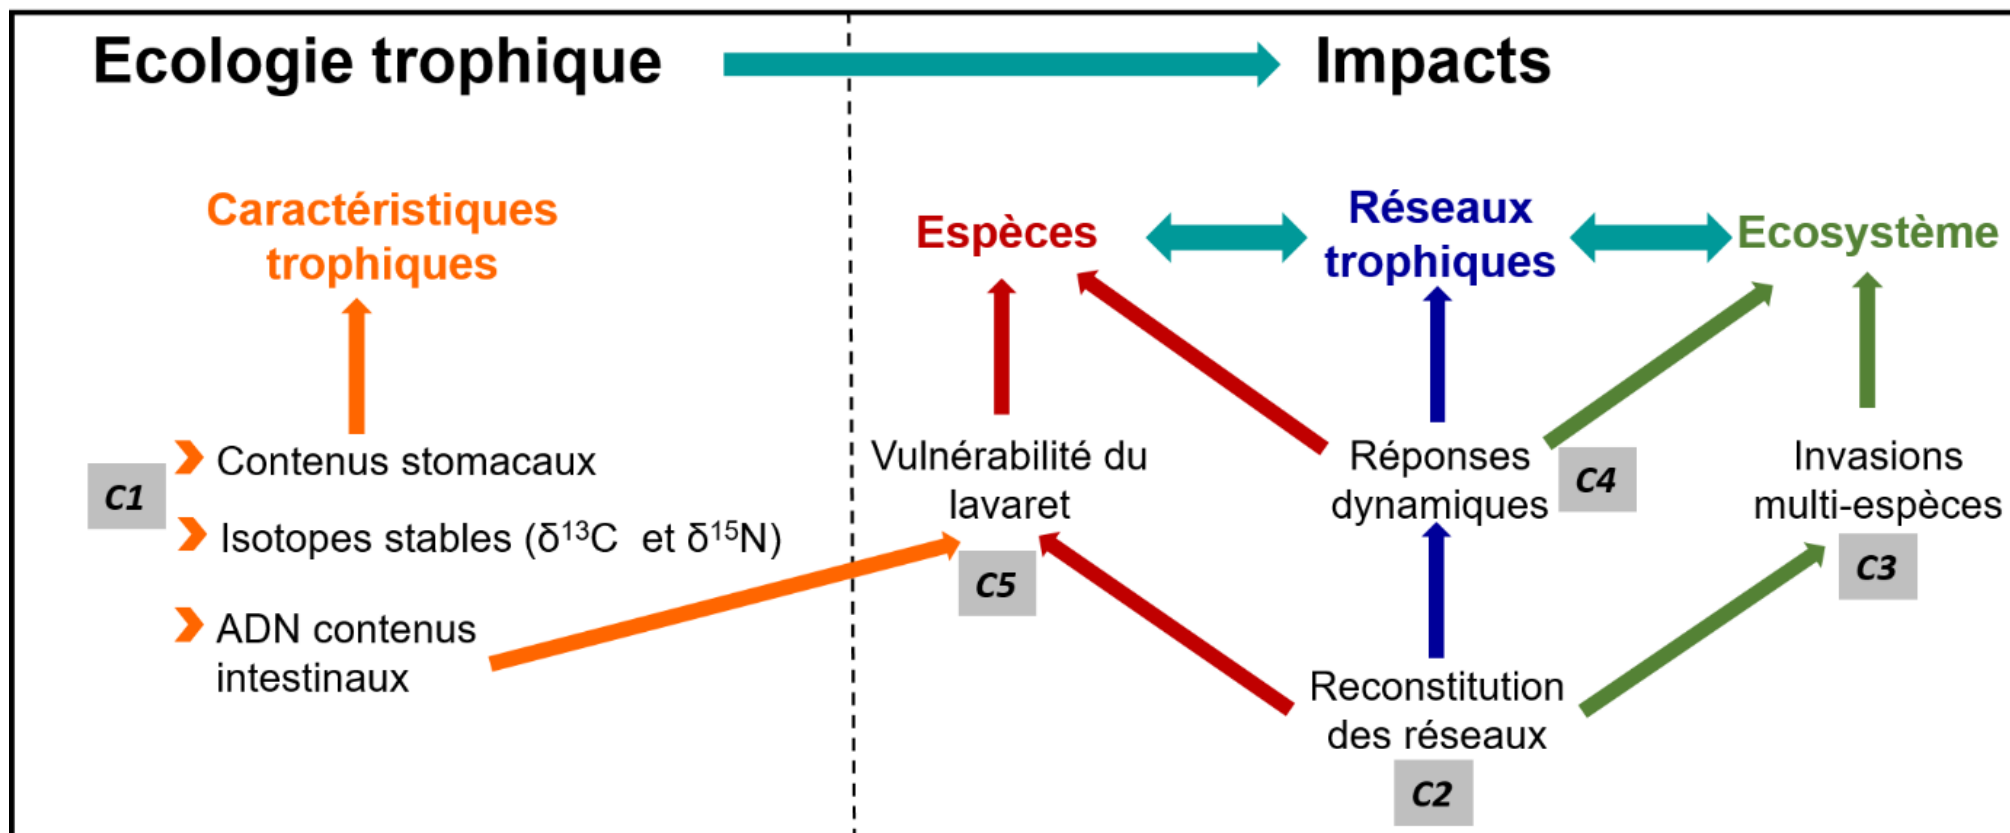 Ecologie trophique
Impacts
Caractéristiques
trophiques
Contenus stomacaux
C1
Isotopes stables (δ¹³C et δ¹⁵N)
ADN contenus
intestinaux
Espèces
Réseaux
trophiques
Ecosystème
Vulnérabilité du
lavaret
C5
Réponses
dynamiques
C4
Invasions
multi-espèces
C3
Reconstitution
des réseaux
C2